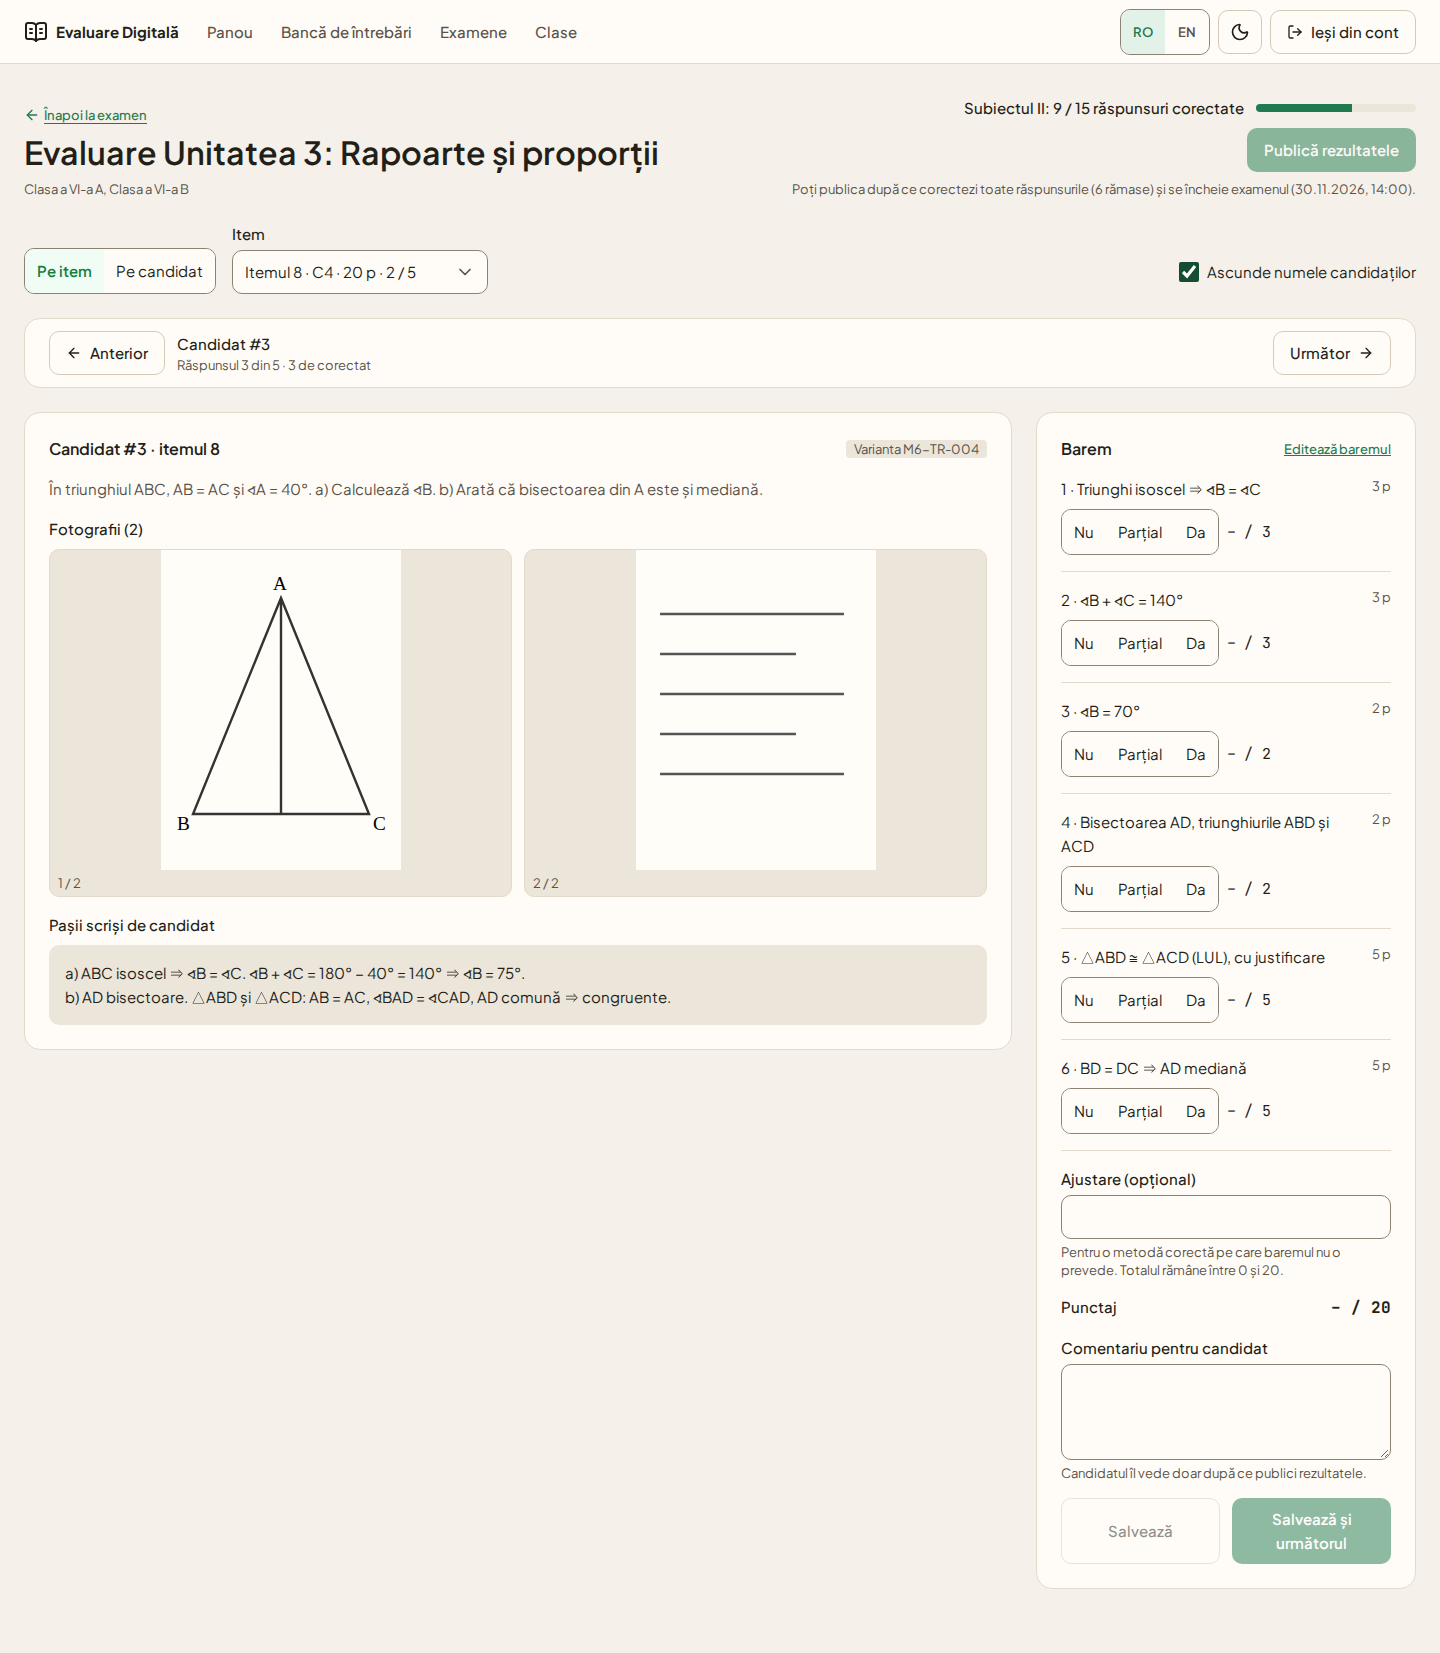 Evaluare Digitală
Panou
Bancă de întrebări
Examene
Clase
RO
EN
Ieși din cont
Înapoi la examen
Subiectul II: 9 / 15 răspunsuri corectate
Evaluare Unitatea 3: Rapoarte și proporții
Publică rezultatele
Clasa a VI-a A, Clasa a VI-a B
Poți publica după ce corectezi toate răspunsurile (6 rămase) și se încheie examenul (30.11.2026, 14:00).
Item
Pe item
Pe candidat
Itemul 8 · C4 · 20 p · 2 / 5
Ascunde numele candidaților
Anterior
Candidat #3
Răspunsul 3 din 5 · 3 de corectat
Următor
Candidat #3 · itemul 8
Varianta M6-TR-004
În triunghiul ABC, AB = AC și ∢A = 40°. a) Calculează ∢B. b) Arată că bisectoarea din A este și mediană.
Fotografii (2)
A
B
C
1 / 2
2 / 2
Pașii scriși de candidat
a) ABC isoscel ⇒ ∢B = ∢C. ∢B + ∢C = 180° − 40° = 140° ⇒ ∢B = 75°.
b) AD bisectoare. △ABD și △ACD: AB = AC, ∢BAD = ∢CAD, AD comună ⇒ congruente.
Barem
Editează baremul
1 · Triunghi isoscel ⇒ ∢B = ∢C
3 p
Nu
Parțial
Da
– / 3
2 · ∢B + ∢C = 140°
3 p
Nu
Parțial
Da
– / 3
3 · ∢B = 70°
2 p
Nu
Parțial
Da
– / 2
4 · Bisectoarea AD, triunghiurile ABD și
ACD
2 p
Nu
Parțial
Da
– / 2
5 · △ABD ≅ △ACD (LUL), cu justificare
5 p
Nu
Parțial
Da
– / 5
6 · BD = DC ⇒ AD mediană
5 p
Nu
Parțial
Da
– / 5
Ajustare (opțional)
Pentru o metodă corectă pe care baremul nu o
prevede. Totalul rămâne între 0 și 20.
Punctaj
– / 20
Comentariu pentru candidat
Candidatul îl vede doar după ce publici rezultatele.
Salvează
Salvează și
următorul